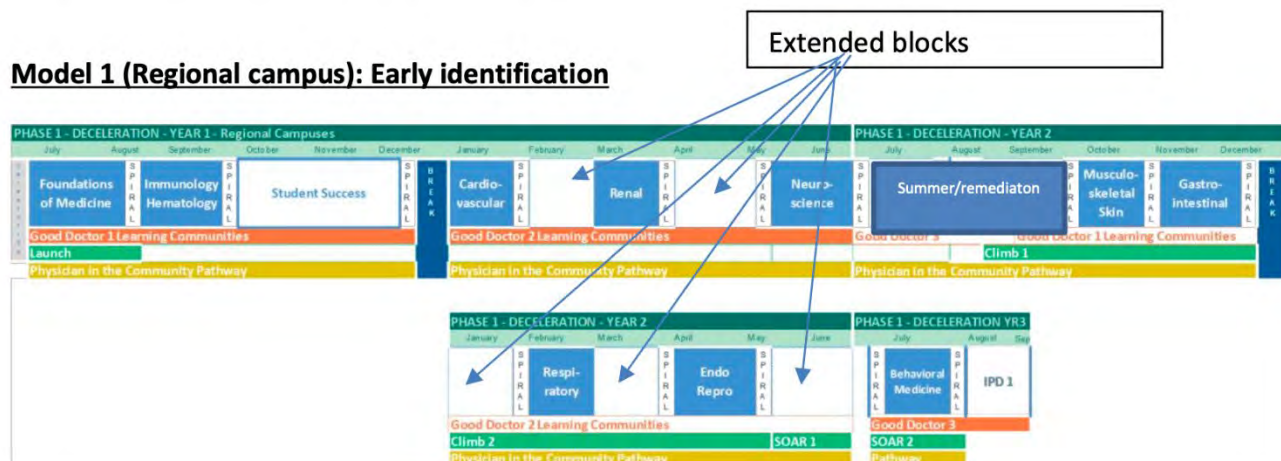 Extended blocks
Model 1 (Regional campus): Early identification
PHASE 1 - DECELERATION - YEAR 1- Regional Campuses
PHASE 1 - DECELERATION - YEAR 2
July August September October November December
January February March April May June
July August September October November December
Foundations
of Medicine
SPIRAL
Immunology
Hematology
SPIRAL
Student Success
SPIRAL
BREAK
Cardio-
vascular
SPIRAL
Renal
SPIRAL
Neuro-
science
SPIRAL
Summer/remediaton
Musculo-
skeletal
Skin
SPIRAL
Gastro-
intestinal
SPIRAL
BREAK
Good Doctor 1 Learning Communities
Good Doctor 2 Learning Communities
Good Doctor 3
Good Doctor 1 Learning Communities
Launch
Climb 1
Physician in the Community Pathway
Physician in the Community Pathway
Physician in the Community Pathway
PHASE 1 - DECELERATION - YEAR 2
PHASE 1 - DECELERATION YR3
January February March April May June
July August Sep
SPIRAL
Respi-
ratory
SPIRAL
Endo
Repro
SPIRAL
SPIRAL
Behavioral
Medicine
SPIRAL
IPD 1
Good Doctor 2 Learning Communities
Good Doctor 3
Climb 2
SOAR 1
SOAR 2
Physician in the Community Pathway
Pathway